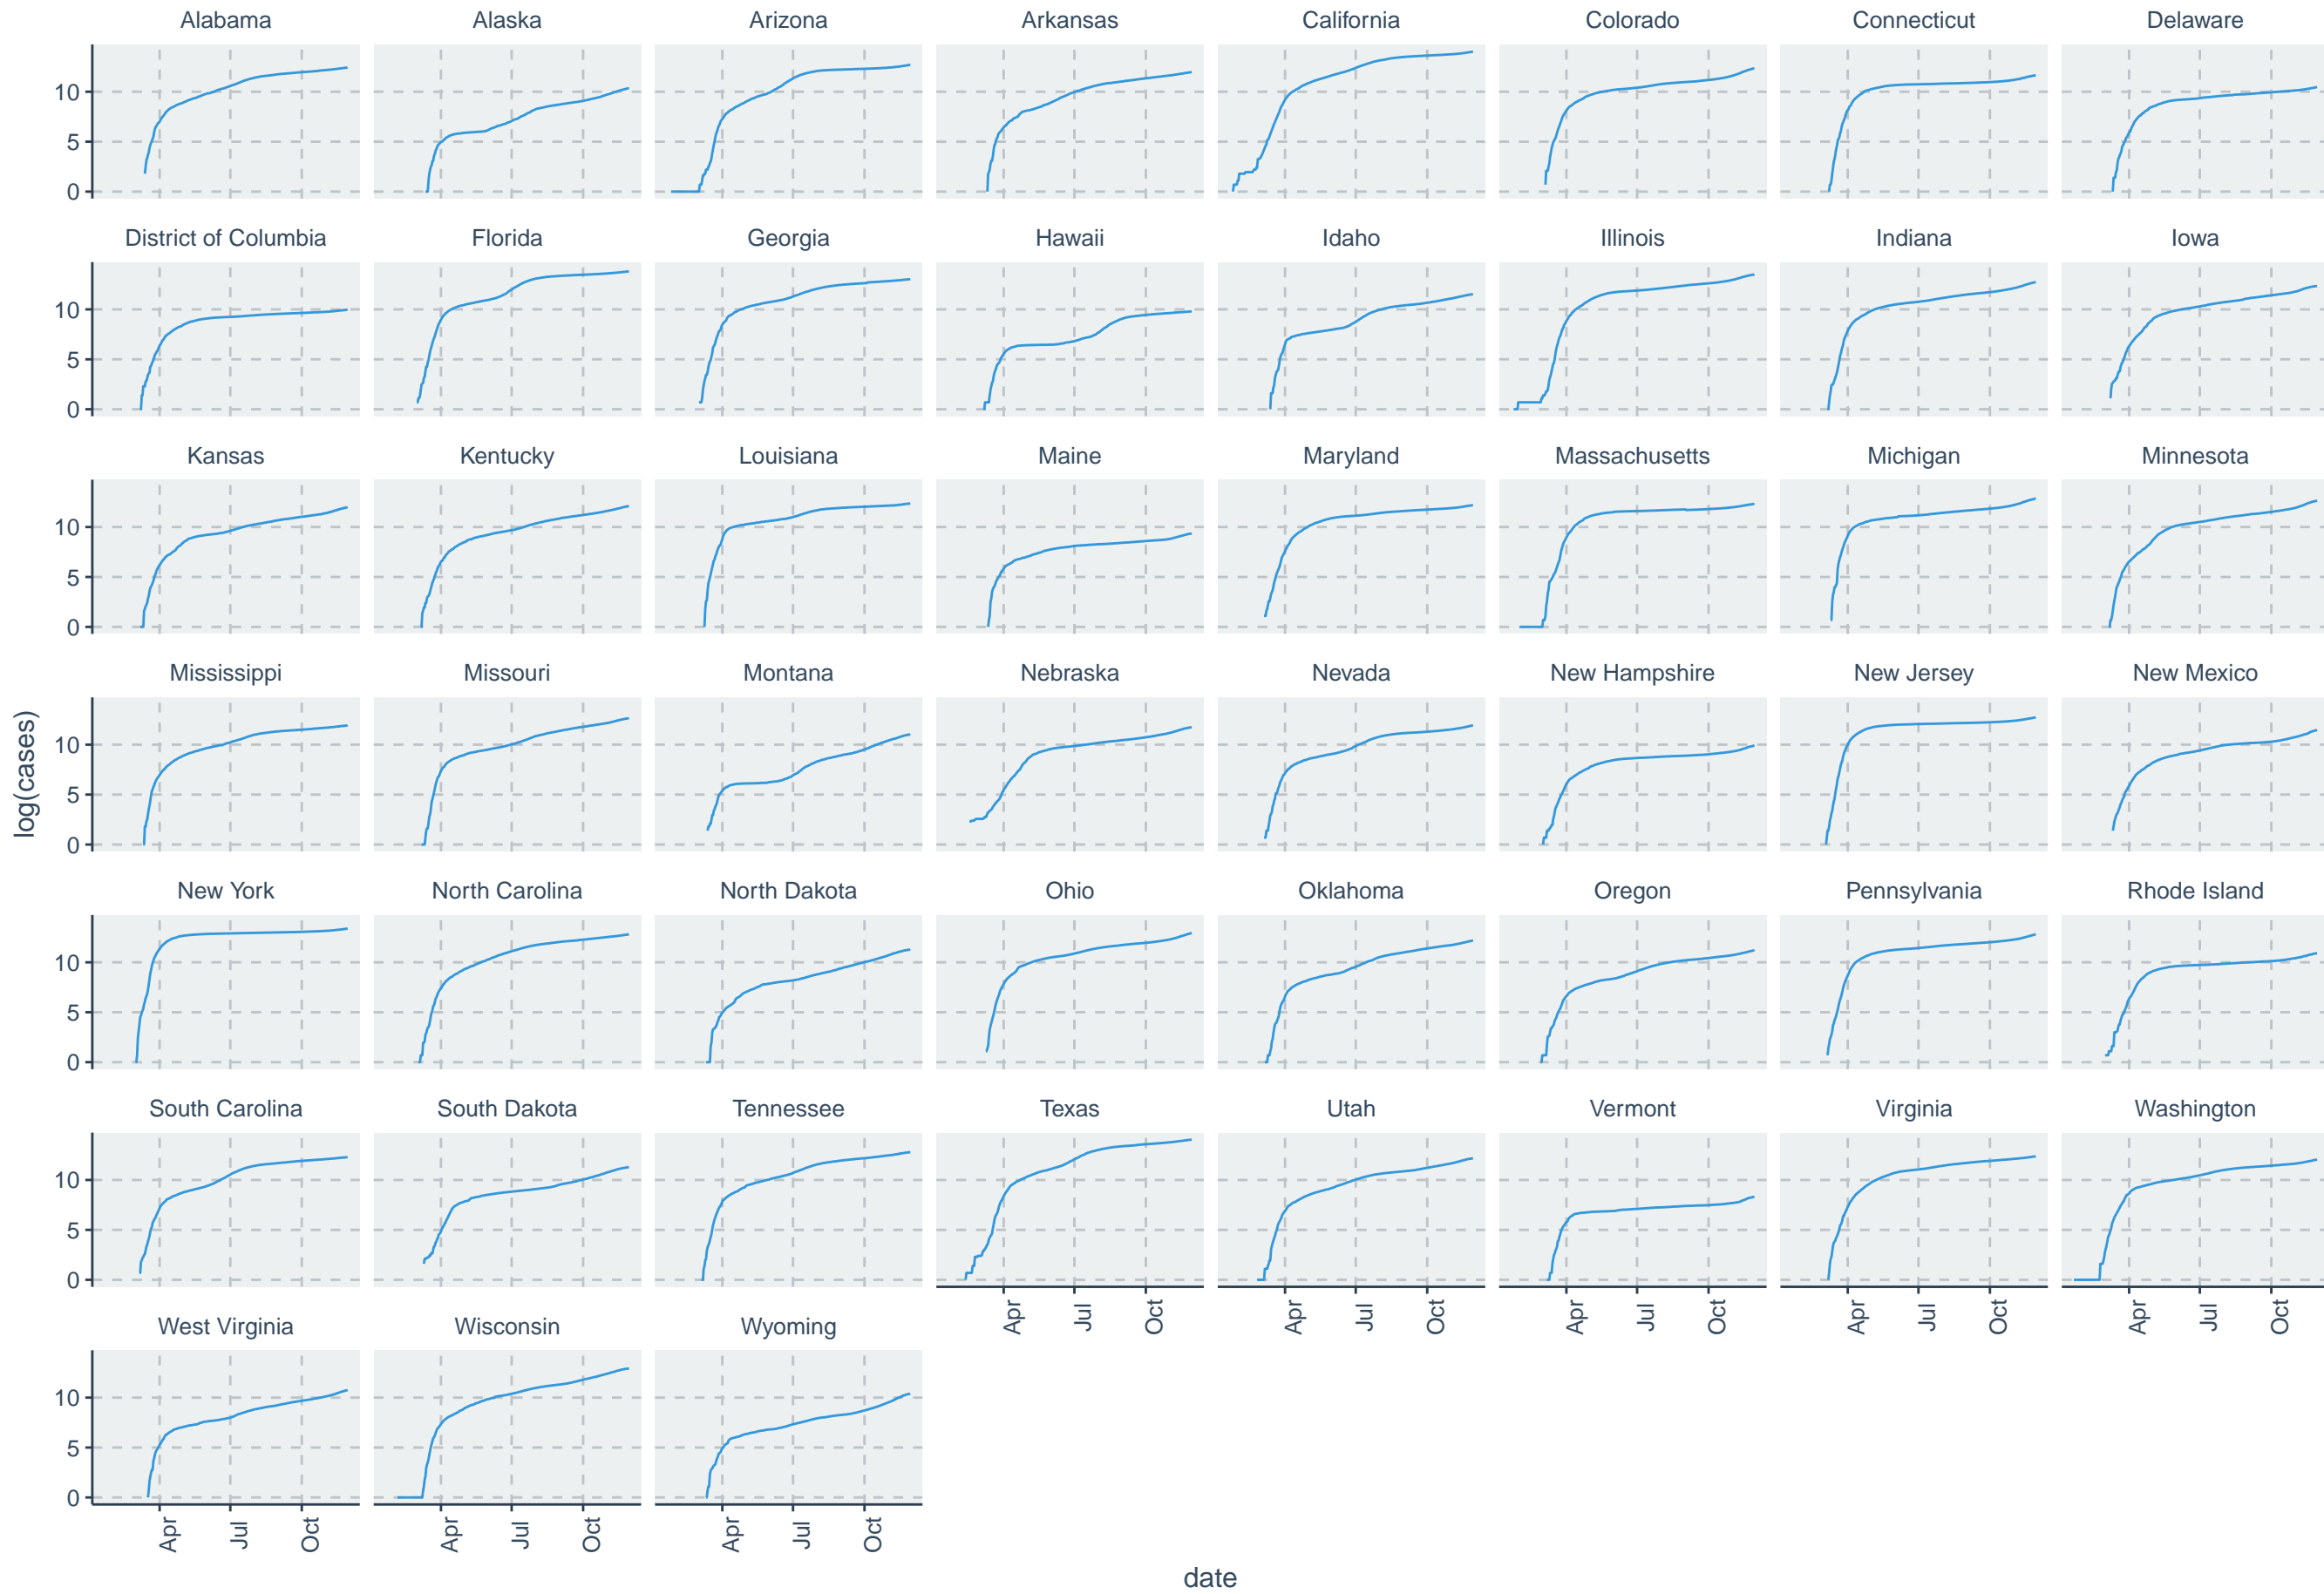 Alabama Alaska Arizona Arkansas California Colorado Connecticut Delaware
10
5
0
District of Columbia Florida Georgia Hawaii Idaho Illinois Indiana Iowa
10
5
0
Kansas Kentucky Louisiana Maine Maryland Massachusetts Michigan Minnesota
10
5
0
Mississippi Missouri Montana Nebraska Nevada New Hampshire New Jersey New Mexico
log(cases)
10
5
0
New York North Carolina North Dakota Ohio Oklahoma Oregon Pennsylvania Rhode Island
10
5
0
South Carolina South Dakota Tennessee Texas Utah Vermont Virginia Washington
10
5
0
Apr Jul Oct Apr Jul Oct Apr Jul Oct Apr Jul Oct Apr Jul Oct
West Virginia Wisconsin Wyoming
10
5
0
Apr Jul Oct Apr Jul Oct Apr Jul Oct
date